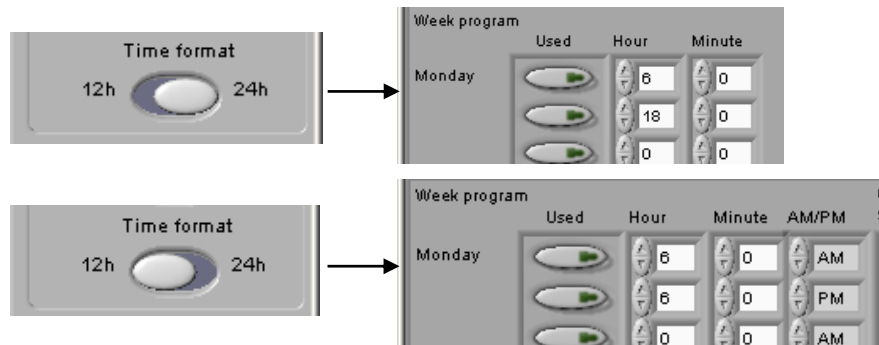 Time format
12h 24h
Week program
Used Hour Minute
Monday 6 0
18 0
0 0
Time format
12h 24h
Week program
Used Hour Minute AM/PM
Monday 6 0 AM
6 0 PM
0 0 AM